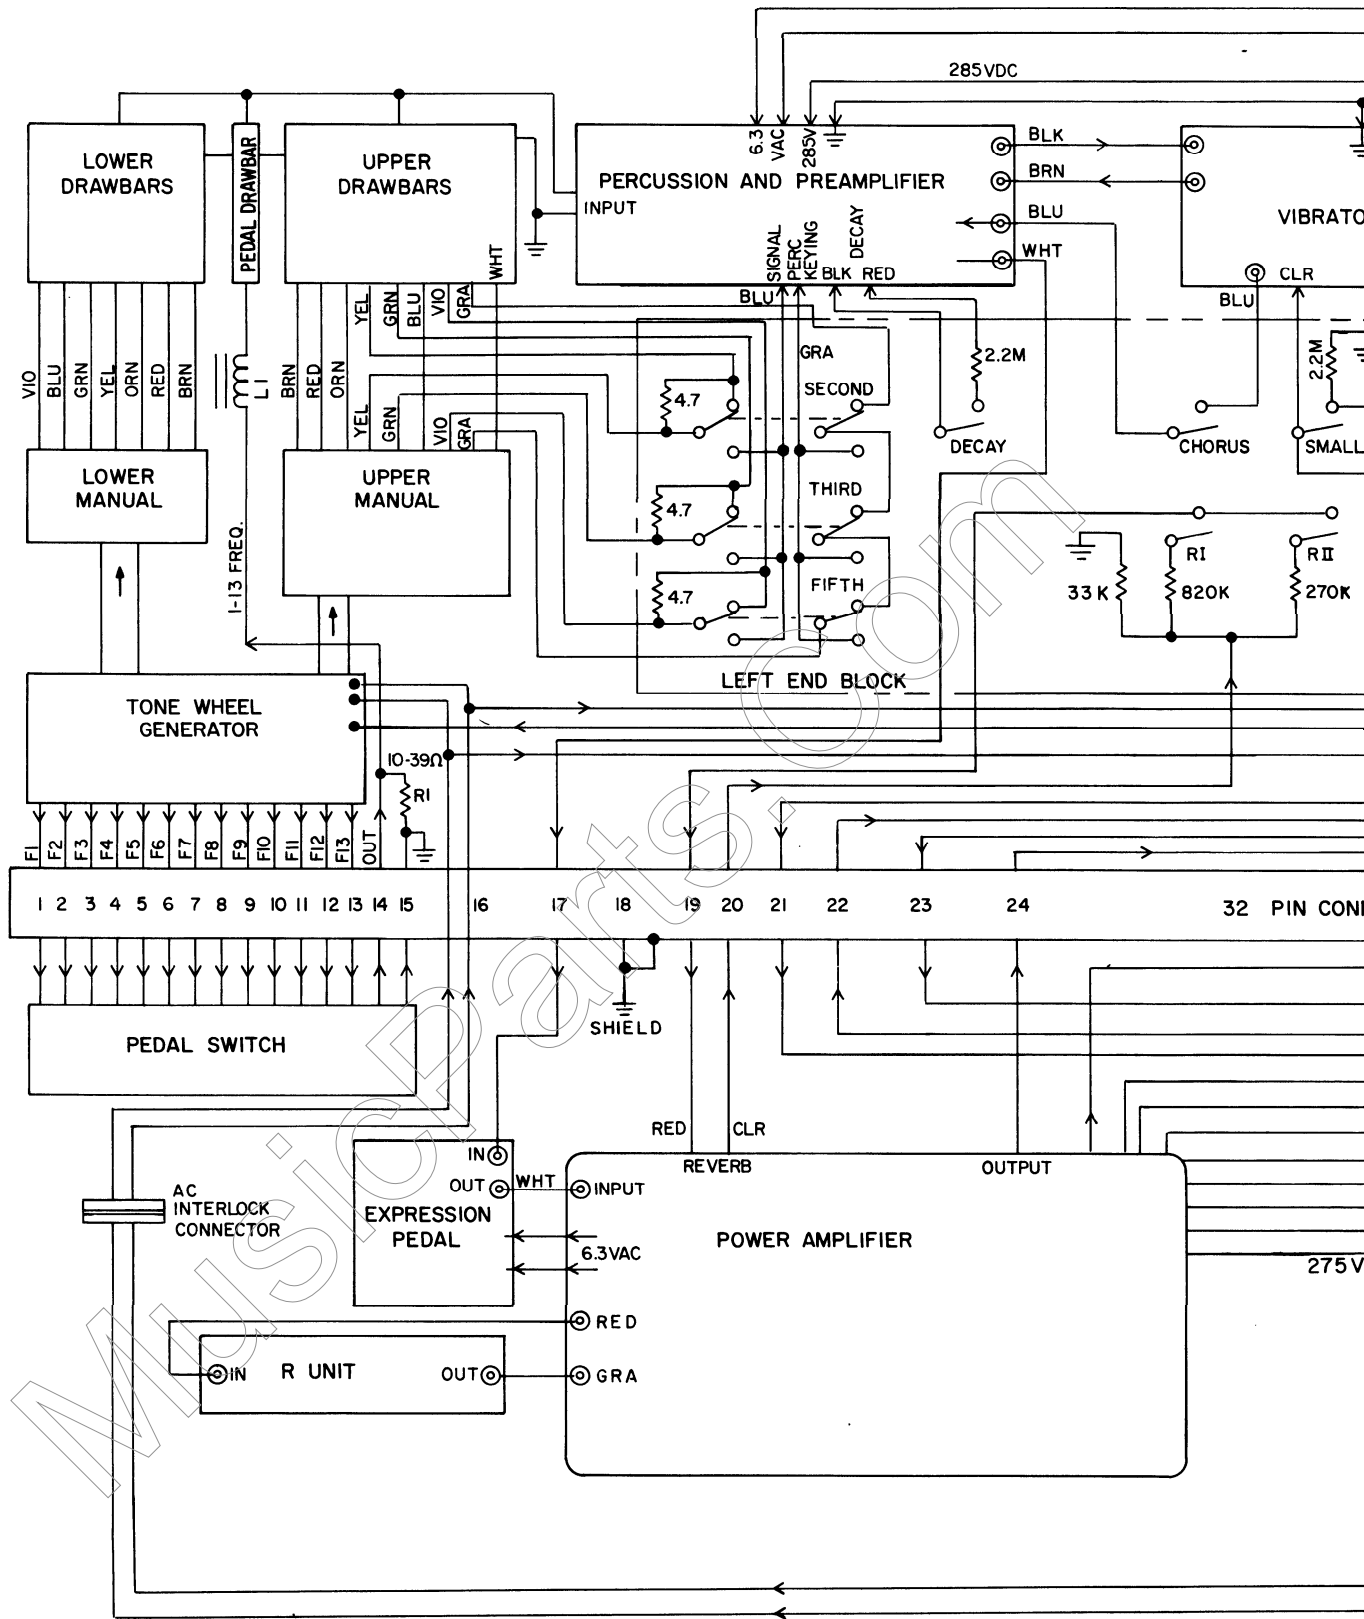 285VDC
LOWER
DRAWBARS
PEDAL DRAWBAR
UPPER
DRAWBARS
WHT
6.3
VAC
285V
PERCUSSION AND PREAMPLIFIER
INPUT
SIGNAL
PERC
KEYING
DECAY
BLK RED
BLK
BRN
BLU
WHT
VIBRATO
CLR
BLU
BLU
VIO
BLU
GRN
YEL
ORN
RED
BRN
L1
BRN
RED
ORN
YEL
GRN
BLU
VIO
GRA
YEL
GRN
VIO
GRA
GRA
2.2M
2.2M
4.7
SECOND
DECAY
CHORUS
SMALL
LOWER
MANUAL
UPPER
MANUAL
4.7
THIRD
1-13 FREQ.
4.7
FIFTH
33K
RI
820K
RII
270K
LEFT END BLOCK
TONE WHEEL
GENERATOR
10-39Ω
R1
F1
F2
F3
F4
F5
F6
F7
F8
F9
F10
F11
F12
F13
OUT
1 2 3 4 5 6 7 8 9 10 11 12 13 14 15 16 17 18 19 20 21 22 23 24 32 PIN CON
SHIELD
PEDAL SWITCH
RED
CLR
REVERB
OUTPUT
AC
INTERLOCK
CONNECTOR
IN
OUT
WHT
INPUT
EXPRESSION
PEDAL
6.3VAC
POWER AMPLIFIER
275V
RED
IN
R UNIT
OUT
GRA
MusicParts.com